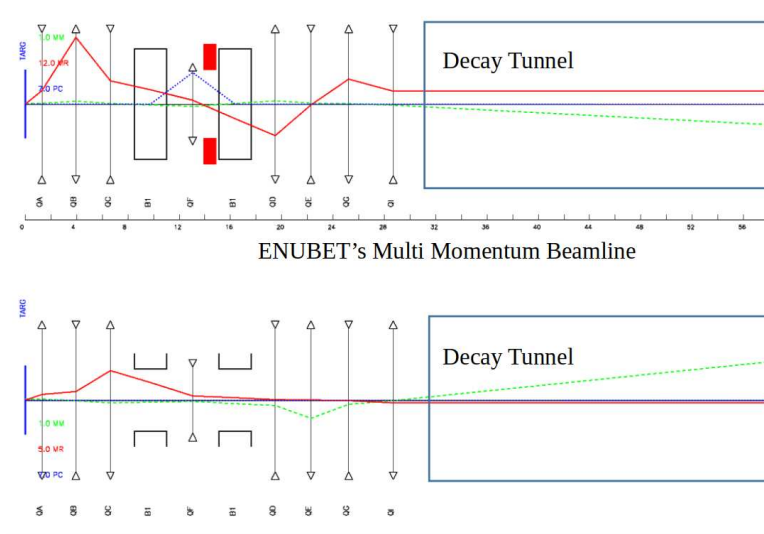 TARG
1.0 MM
12.0 MR
7.0 PC
Decay Tunnel
QA QB QC B1 QF B1 QD QE QG QI
0 4 8 12 16 20 24 28 32 36 40 44 48 52 56
ENUBET’s Multi Momentum Beamline
TARG
Decay Tunnel
1.0 MM
5.0 MR
PC
QA QB QC B1 QF B1 QD QE QG QI